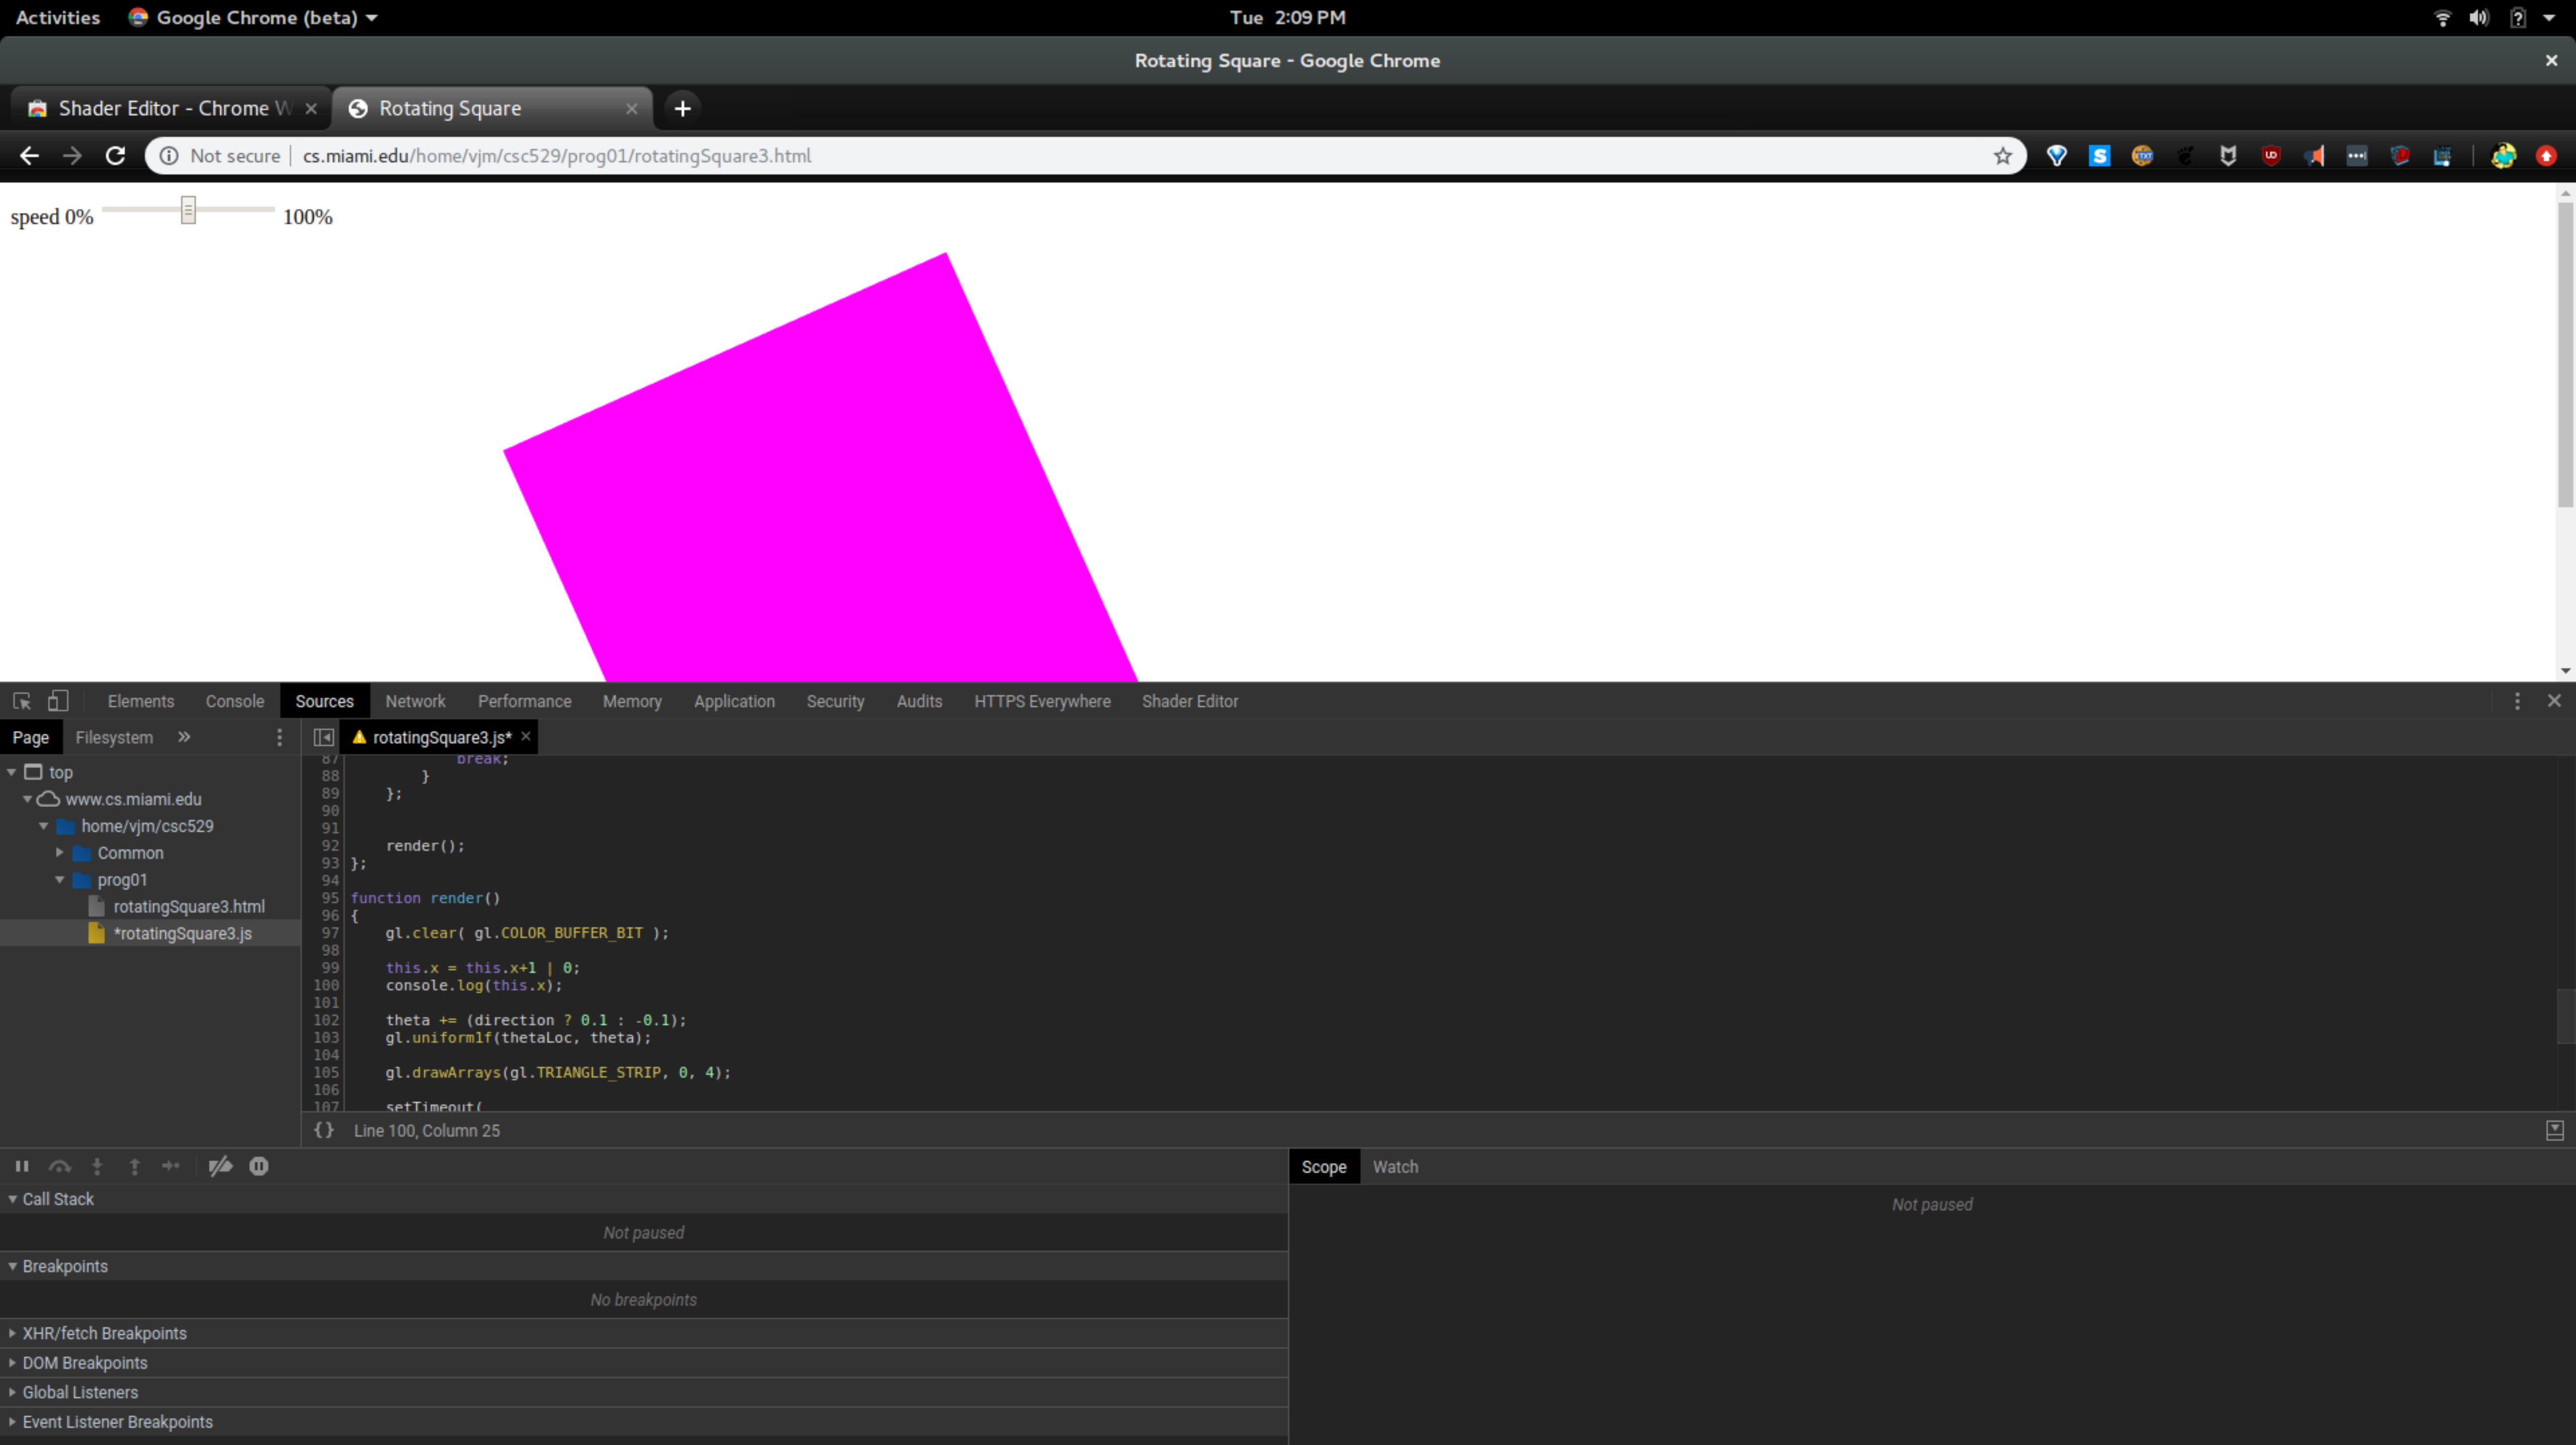 Activities Google Chrome (beta) Tue 2:09 PM
Rotating Square - Google Chrome
Shader Editor - Chrome W Rotating Square
Not secure cs.miami.edu/home/vjm/csc529/prog01/rotatingSquare3.html
speed 0% 100%
Elements Console Sources Network Performance Memory Application Security Audits HTTPS Everywhere Shader Editor
Page Filesystem » rotatingSquare3.js*
top
www.cs.miami.edu
home/vjm/csc529
Common
prog01
rotatingSquare3.html
*rotatingSquare3.js
87 break;
88 }
89 };
90
91
92 render();
93 };
94
95 function render()
96 {
97 gl.clear( gl.COLOR_BUFFER_BIT );
98
99 this.x = this.x+1 | 0;
100 console.log(this.x);
101
102 theta += (direction ? 0.1 : -0.1);
103 gl.uniform1f(thetaLoc, theta);
104
105 gl.drawArrays(gl.TRIANGLE_STRIP, 0, 4);
106
107 setTimeout(
{} Line 100, Column 25
Scope Watch
Call Stack
Not paused
Not paused
Breakpoints
No breakpoints
XHR/fetch Breakpoints
DOM Breakpoints
Global Listeners
Event Listener Breakpoints